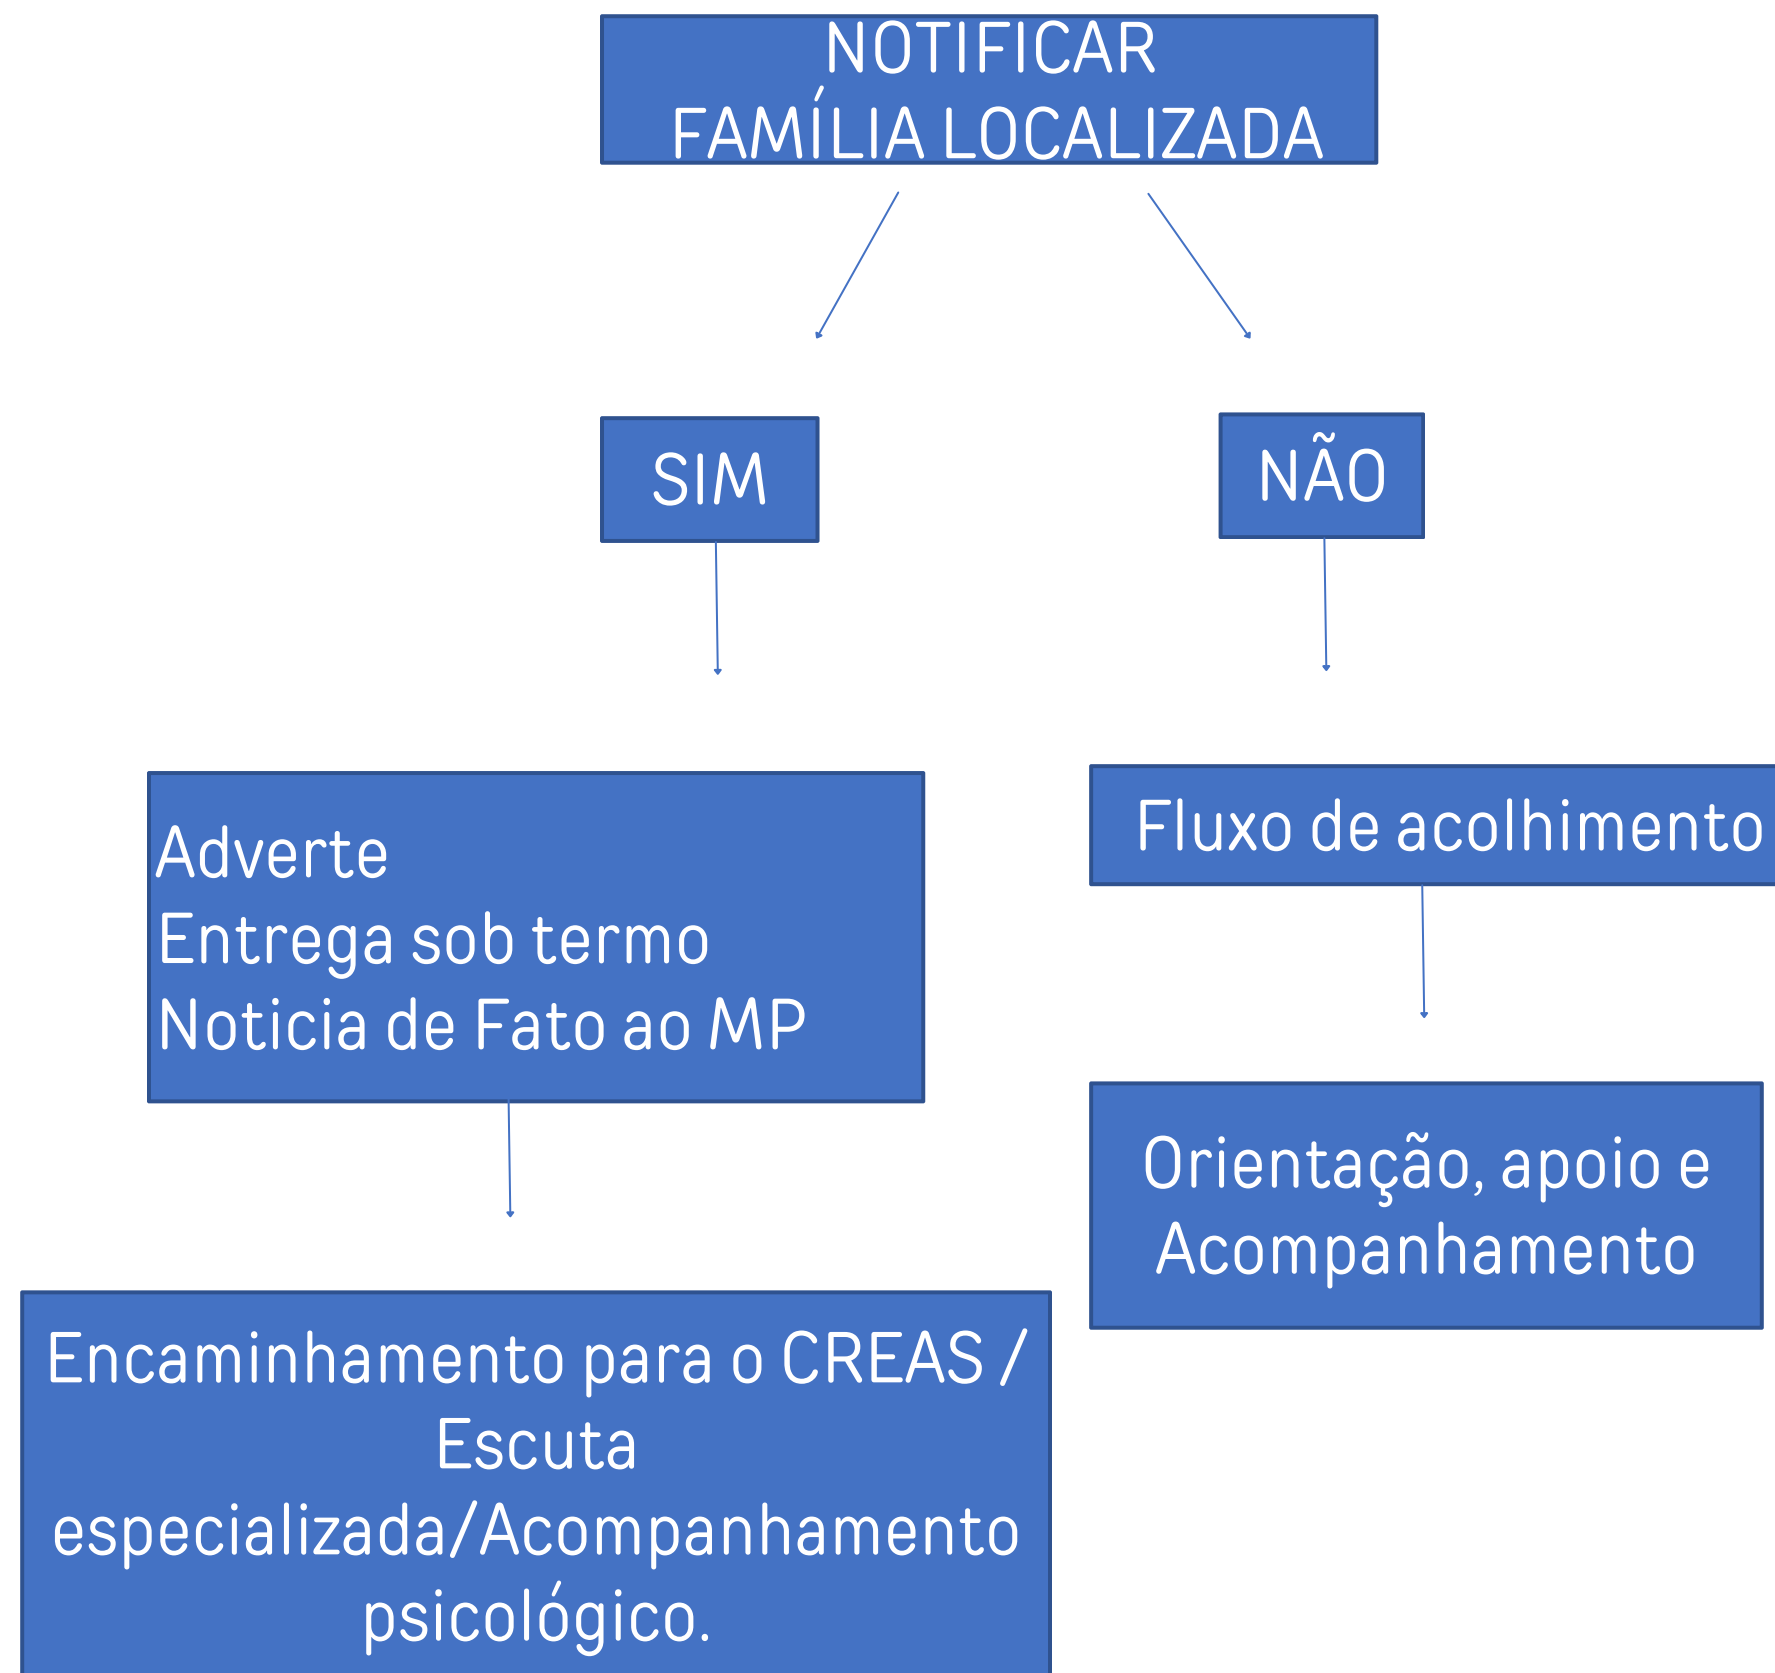 NOTIFICAR
FAMÍLIA LOCALIZADA
SIM
NÃO
Adverte
Entrega sob termo
Noticia de Fato ao MP
Fluxo de acolhimento
Orientação, apoio e
Acompanhamento
Encaminhamento para o CREAS /
Escuta
especializada/Acompanhamento
psicológico.